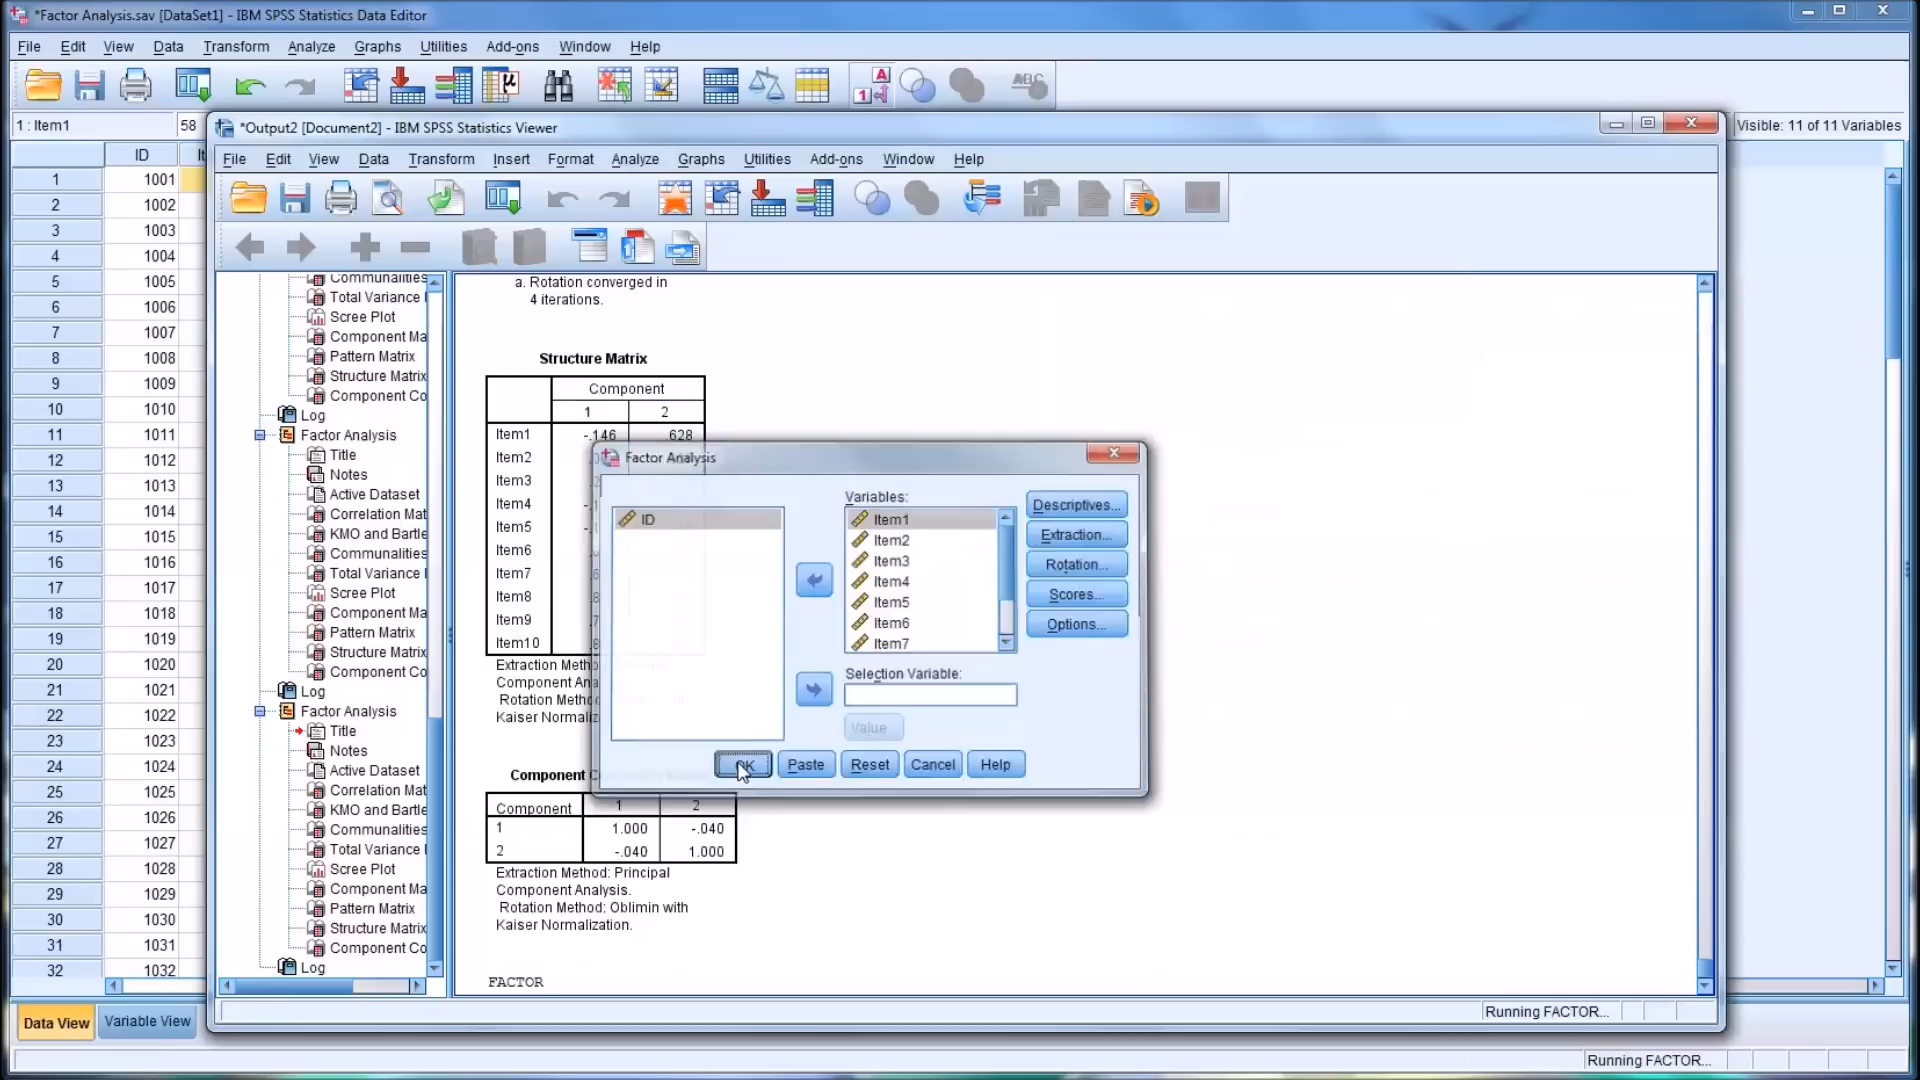 *Factor Analysis.sav [DataSet1] - IBM SPSS Statistics Data Editor
File Edit View Data Transform Analyze Graphs Utilities Add-ons Window Help
1 : Item1 58 Visible: 11 of 11 Variables
*Output2 [Document2] - IBM SPSS Statistics Viewer
File Edit View Data Transform Insert Format Analyze Graphs Utilities Add-ons Window Help
ID
1 1001
2 1002
3 1003
4 1004
5 1005
6 1006
7 1007
8 1008
9 1009
10 1010
11 1011
12 1012
13 1013
14 1014
15 1015
16 1016
17 1017
18 1018
19 1019
20 1020
21 1021
22 1022
23 1023
24 1024
25 1025
26 1026
27 1027
28 1028
29 1029
30 1030
31 1031
32 1032
Communalities
Total Variance
Scree Plot
Component Ma
Pattern Matrix
Structure Matrix
Component Co
Log
Factor Analysis
Title
Notes
Active Dataset
Correlation Mat
KMO and Bartle
Communalities
Total Variance
Scree Plot
Component Ma
Pattern Matrix
Structure Matrix
Component Co
Log
Factor Analysis
Title
Notes
Active Dataset
Correlation Mat
KMO and Bartle
Communalities
Total Variance
Scree Plot
Component Ma
Pattern Matrix
Structure Matrix
Component Co
Log
a. Rotation converged in
4 iterations.
Structure Matrix
Component
1 2
Item1 -.146 .628
Item2
Item3
Item4
Item5
Item6
Item7
Item8
Item9
Item10
Extraction Method:
Component
Rotation
Kaiser
Component
Component 1 2
1 1.000 -.040
2 -.040 1.000
Extraction Method: Principal
Component Analysis.
Rotation Method: Oblimin with
Kaiser Normalization.
FACTOR
Factor Analysis
ID
Variables:
Item1
Item2
Item3
Item4
Item5
Item6
Item7
Selection Variable:
Value
Descriptives...
Extraction...
Rotation...
Scores...
Options...
OK Paste Reset Cancel Help
Running FACTOR...
Data View Variable View
Running FACTOR...